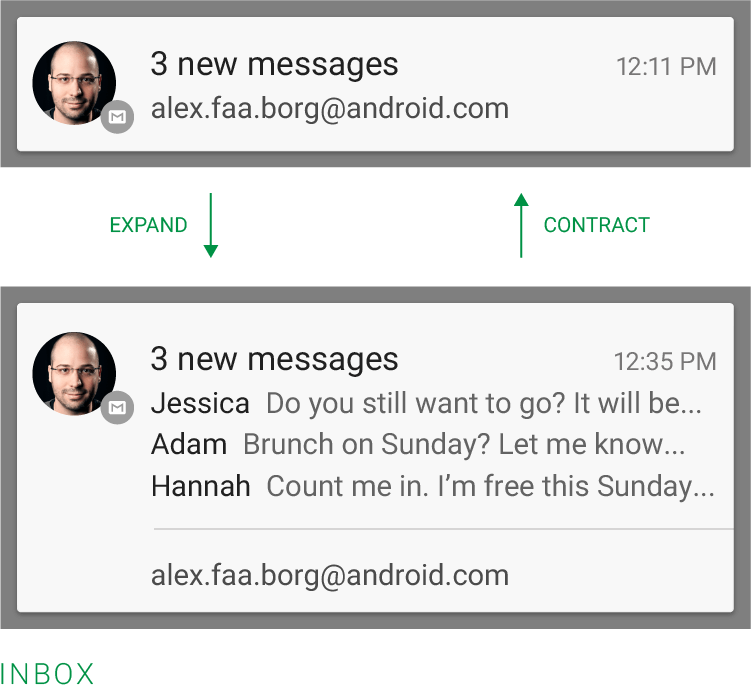 3 new messages 12:11 PM
alex.faa.borg@android.com
EXPAND CONTRACT
3 new messages 12:35 PM
Jessica Do you still want to go? It will be...
Adam Brunch on Sunday? Let me know...
Hannah Count me in. I’m free this Sunday...
alex.faa.borg@android.com
INBOX